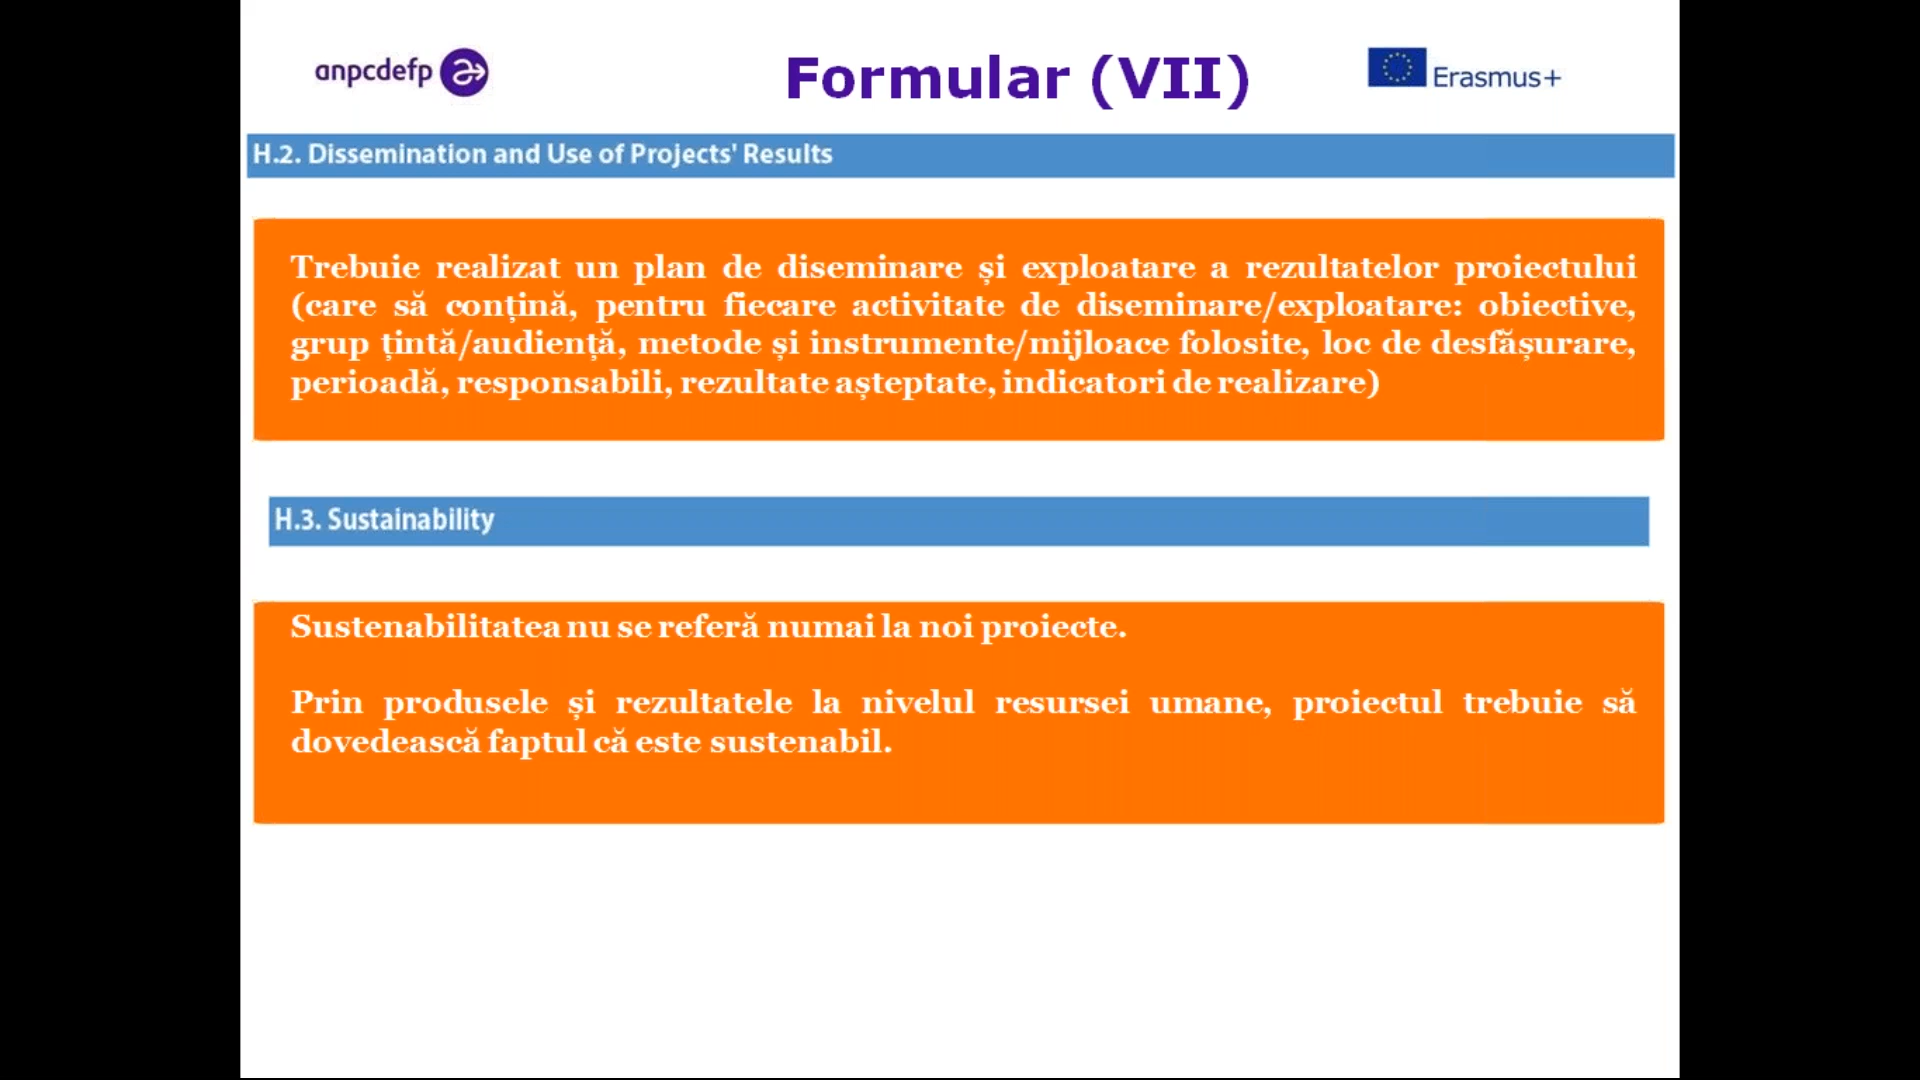 anpcdefp
Formular (VII)
Erasmus+
H.2. Dissemination and Use of Projects' Results
Trebuie realizat un plan de diseminare și exploatare a rezultatelor proiectului
(care să conțină, pentru fiecare activitate de diseminare/exploatare: obiective,
grup țintă/audiență, metode și instrumente/mijloace folosite, loc de desfășurare,
perioadă, responsabili, rezultate așteptate, indicatori de realizare)
H.3. Sustainability
Sustenabilitatea nu se referă numai la noi proiecte.
Prin produsele și rezultatele la nivelul resursei umane, proiectul trebuie să
dovedească faptul că este sustenabil.